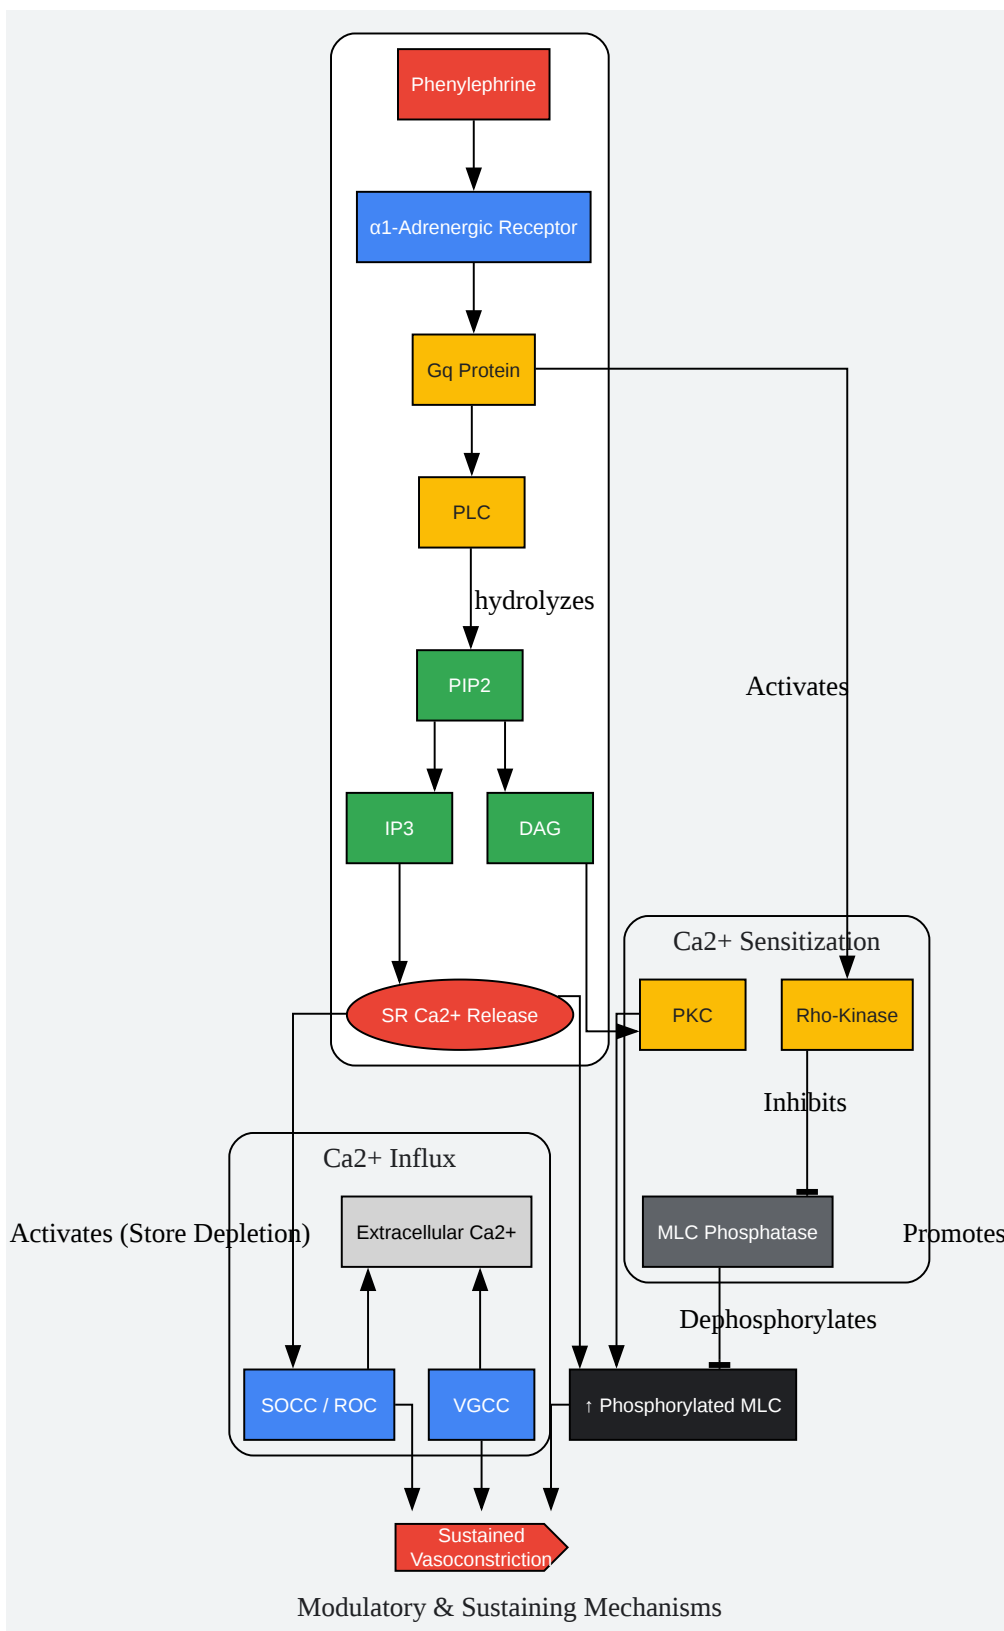 Phenylephrine
α1-Adrenergic Receptor
Gq Protein
PLC
hydrolyzes
PIP2
Activates
IP3
DAG
Ca2+ Sensitization
SR Ca2+ Release
PKC
Rho-Kinase
Inhibits
Ca2+ Influx
Activates (Store Depletion)
Extracellular Ca2+
MLC Phosphatase
Promotes
Dephosphorylates
SOCC / ROC
VGCC
↑ Phosphorylated MLC
Sustained
Vasoconstriction
Modulatory & Sustaining Mechanisms